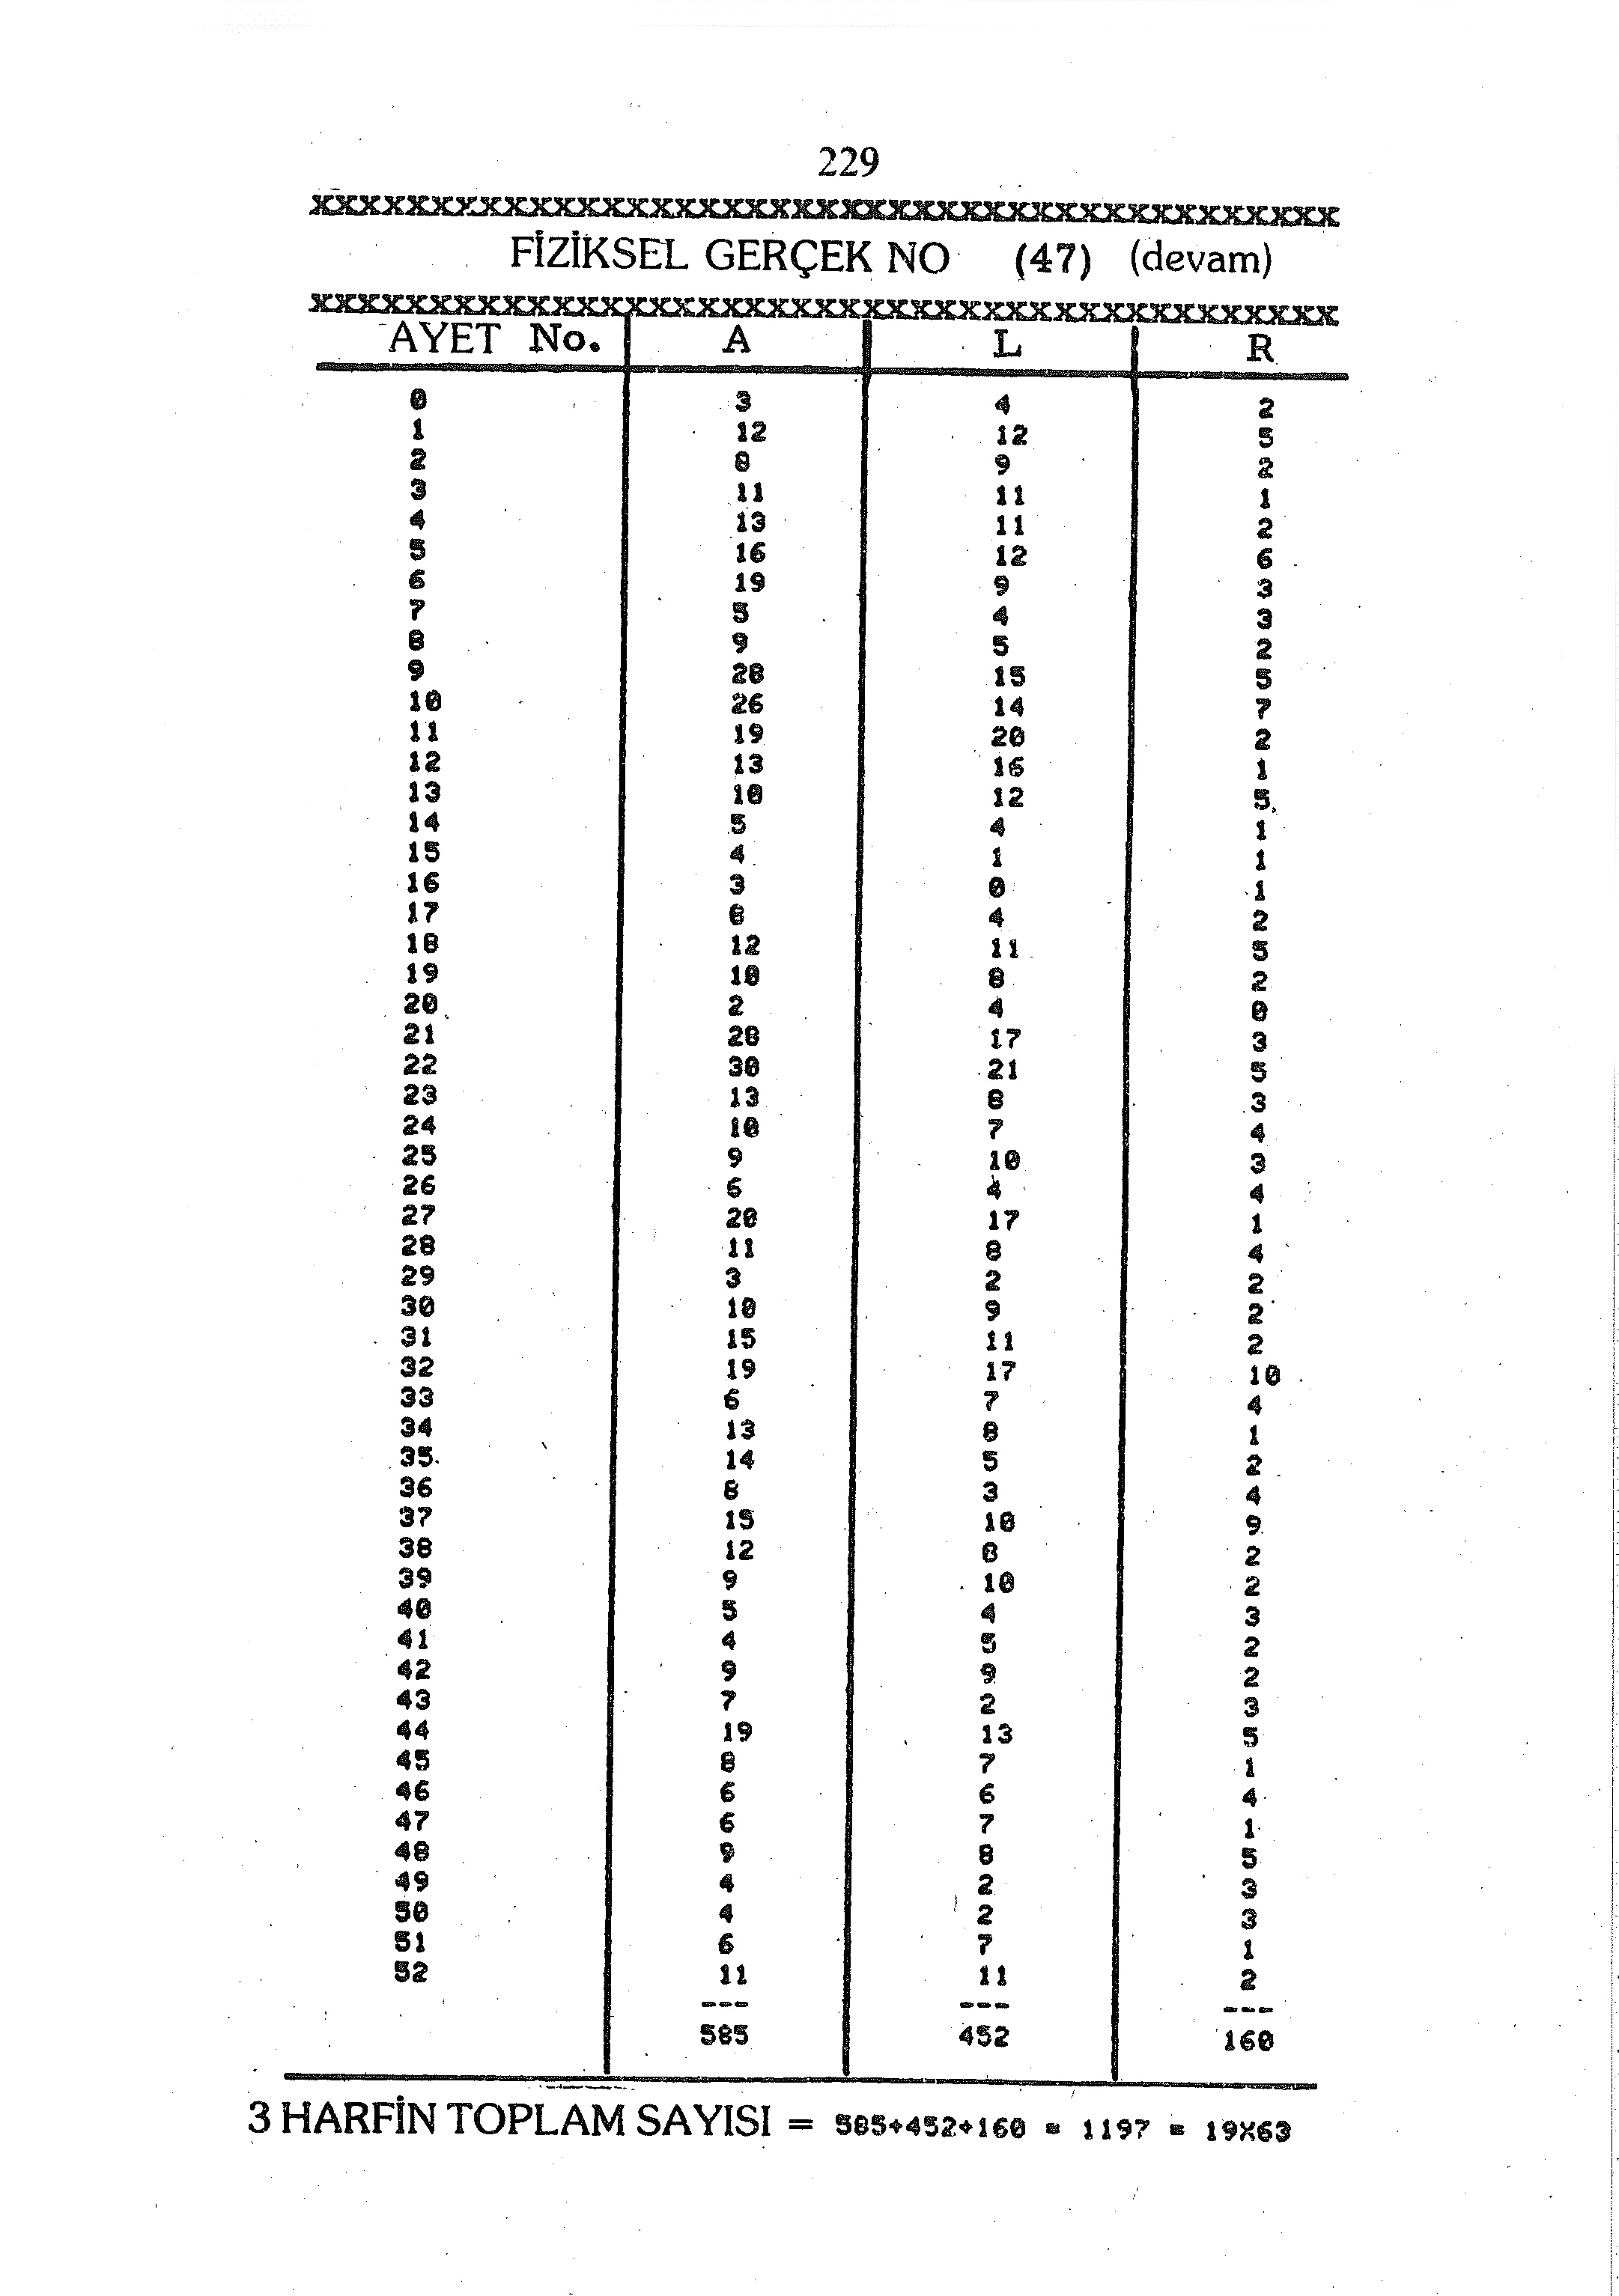 229
XXXXXXXXXXXXXXXXXXXXXXXXXXXXXXXXXXXXXXXXXX
FİZİKSEL GERÇEK NO (47) (devam)
XXXXXXXXXXXXXXXXXXXXXXXXXXXXXXXXXXXXXXXXXX
AYET No. A L R
0 3 4 2
1 12 12 5
2 8 9 2
3 11 11 1
4 13 11 2
5 16 12 6
6 19 9 3
7 5 4 3
8 9 5 2
9 28 15 5
10 26 14 7
11 19 20 2
12 13 16 1
13 10 12 5
14 5 4 1
15 4 1 1
16 3 0 1
17 8 4 2
18 12 11 5
19 10 8 2
20 2 4 0
21 28 17 3
22 30 21 5
23 13 8 3
24 10 7 4
25 9 10 3
26 6 4 4
27 20 17 1
28 11 8 4
29 3 2 2
30 10 9 2
31 15 11 2
32 19 17 10
33 6 7 4
34 13 8 1
35 14 5 2
36 8 3 4
37 15 10 9
38 12 8 2
39 9 10 2
40 5 4 3
41 4 5 2
42 9 9 2
43 7 2 3
44 19 13 5
45 8 7 1
46 6 6 4
47 6 7 1
48 9 8 5
49 4 2 3
50 4 2 3
51 6 7 1
52 11 11 2
--- --- ---
585 452 160
3 HARFİN TOPLAM SAYISI = 585+452+160 = 1197 = 19X63